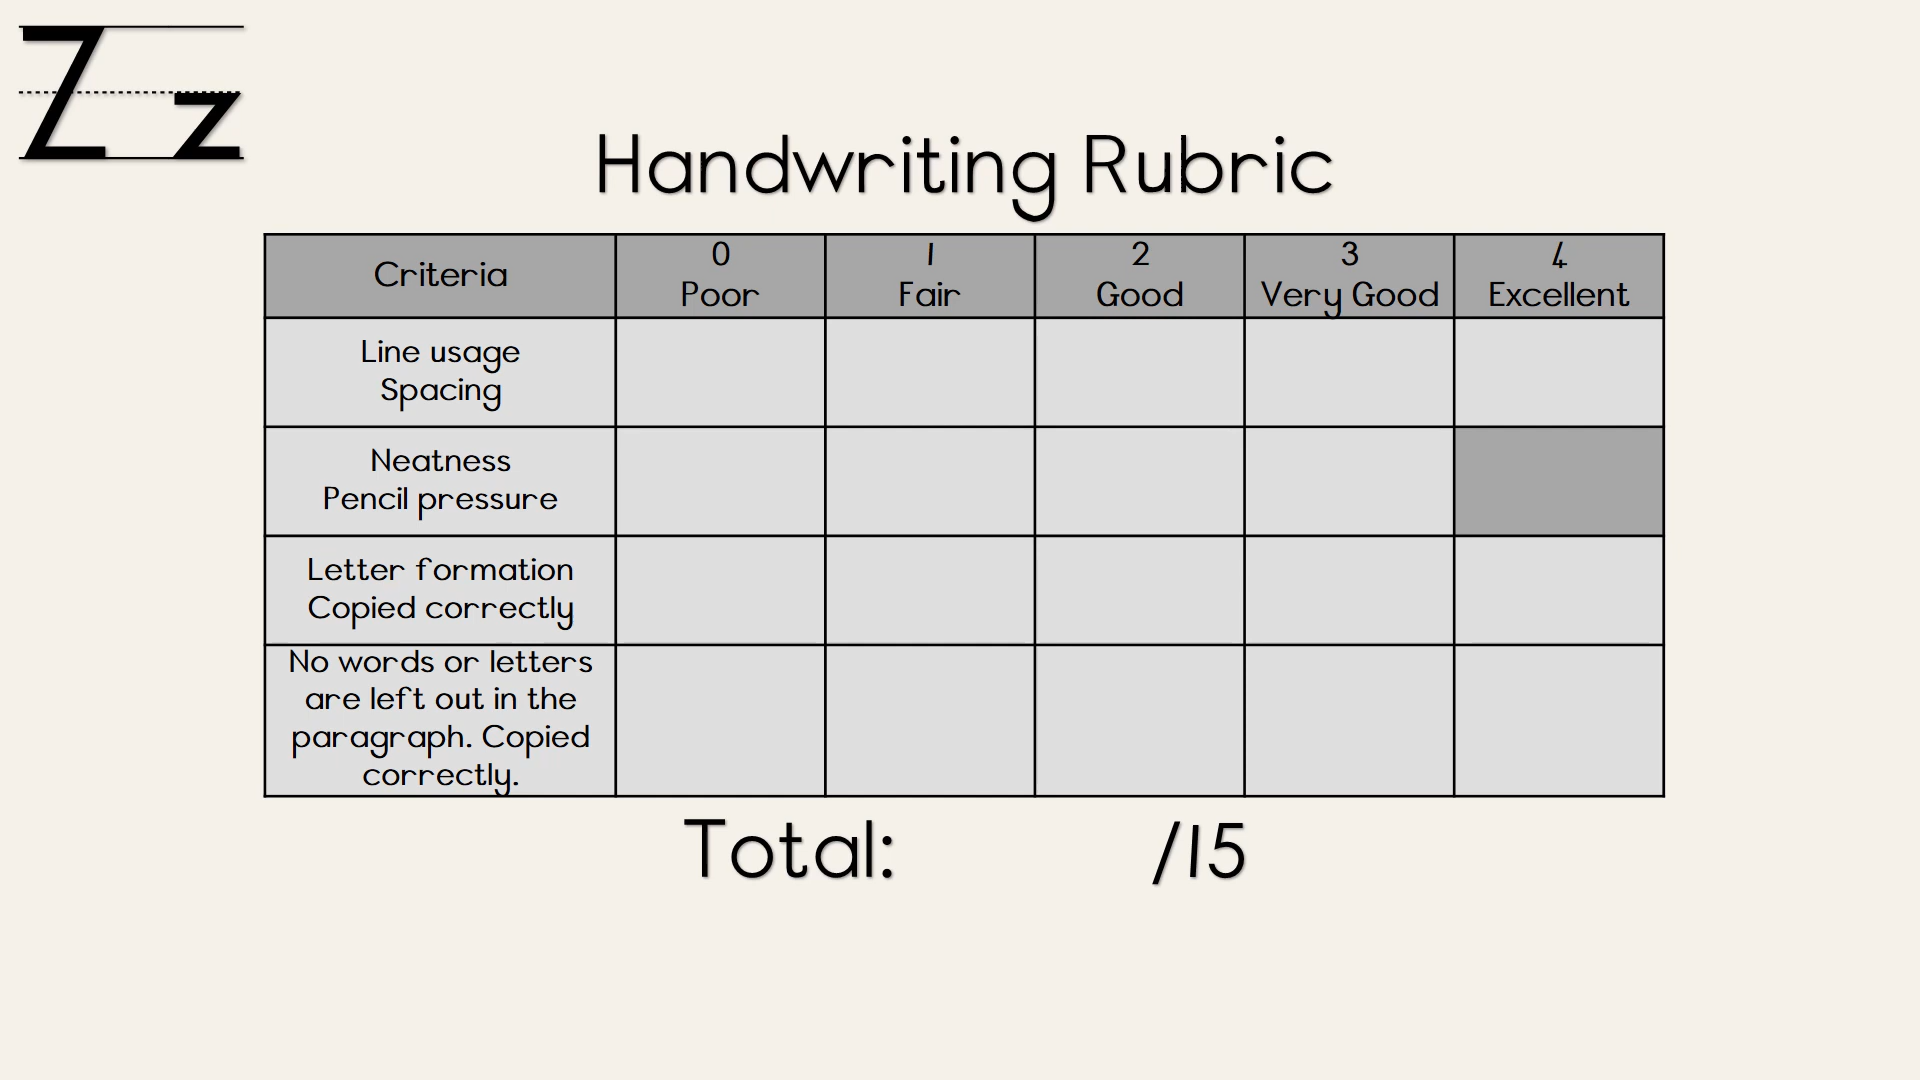 Zz
Handwriting Rubric
Criteria
0
Poor
1
Fair
2
Good
3
Very Good
4
Excellent
Line usage
Spacing
Neatness
Pencil pressure
Letter formation
Copied correctly
No words or letters
are left out in the
paragraph. Copied
correctly.
Total: /15